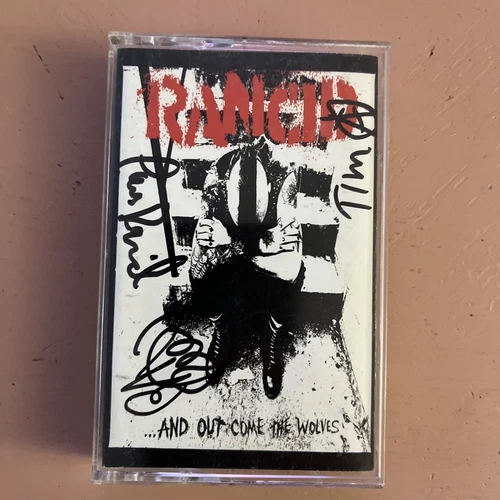 RANCID
Tim
...AND OUT COME THE WOLVES